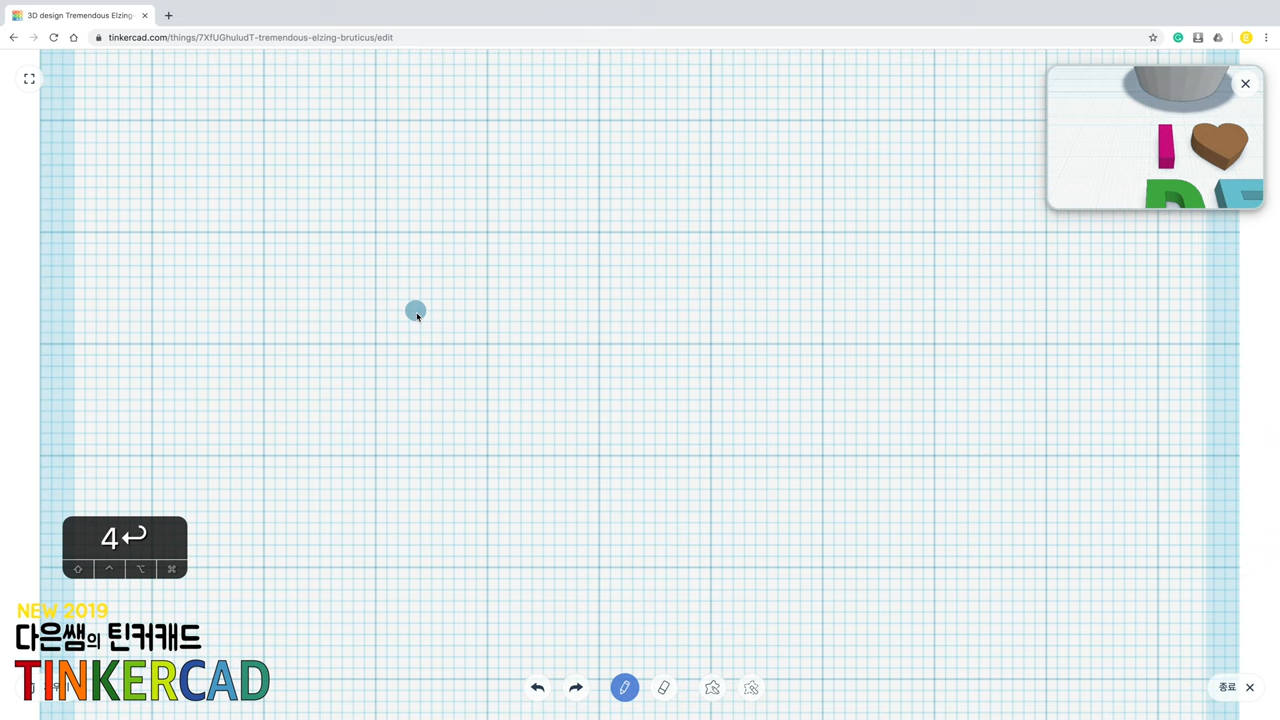 3D design Tremendous Elzing-
tinkercad.com/things/7XfUGhuludT-tremendous-elzing-bruticus/edit
I
4
종료
NEW 2019
다은쌤의 틴커캐드
TINKERCAD